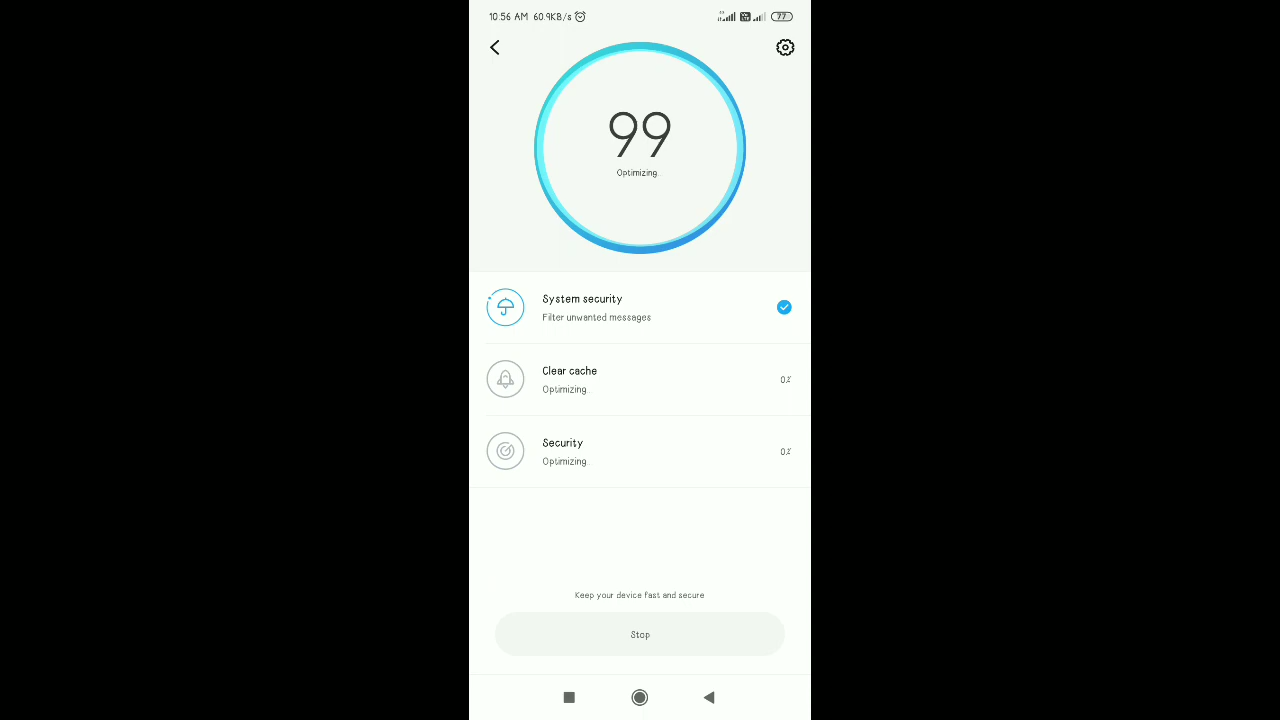 10:56 AM 60.9KB/s
77
99
Optimizing..
System security
Filter unwanted messages
Clear cache
Optimizing..
0%
Security
Optimizing..
0%
Keep your device fast and secure
Stop